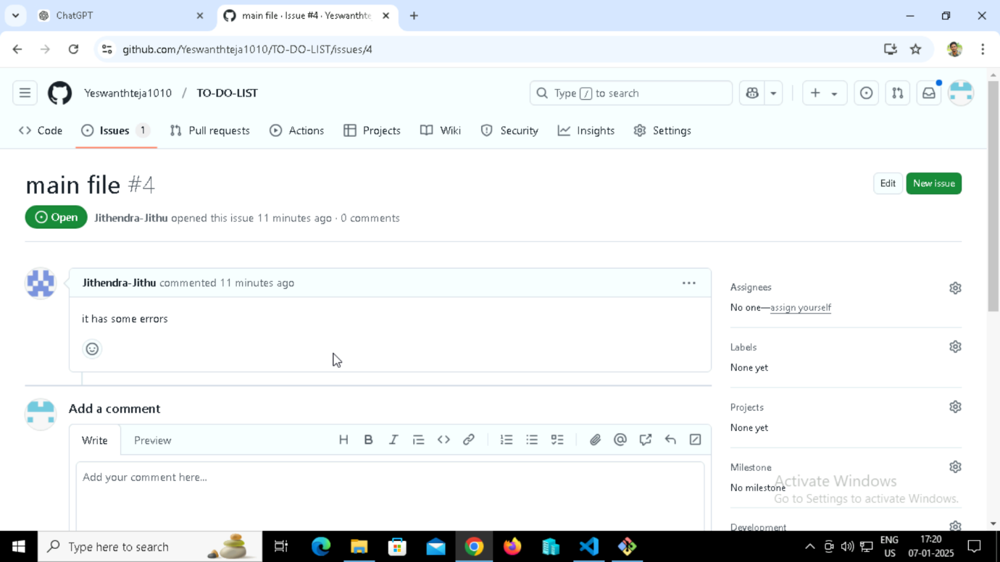 ChatGPT
main file · Issue #4 · Yeswanthte
github.com/Yeswanthteja1010/TO-DO-LIST/issues/4
Yeswanthteja1010 / TO-DO-LIST
Type / to search
Code
Issues 1
Pull requests
Actions
Projects
Wiki
Security
Insights
Settings
main file #4
Edit
New issue
Open
Jithendra-Jithu opened this issue 11 minutes ago · 0 comments
Jithendra-Jithu commented 11 minutes ago
it has some errors
Assignees
No one—assign yourself
Labels
None yet
Projects
None yet
Milestone
No milestone
Development
Add a comment
Write
Preview
Add your comment here...
Activate Windows
Go to Settings to activate Windows.
Type here to search
ENG
US
17:20
07-01-2025